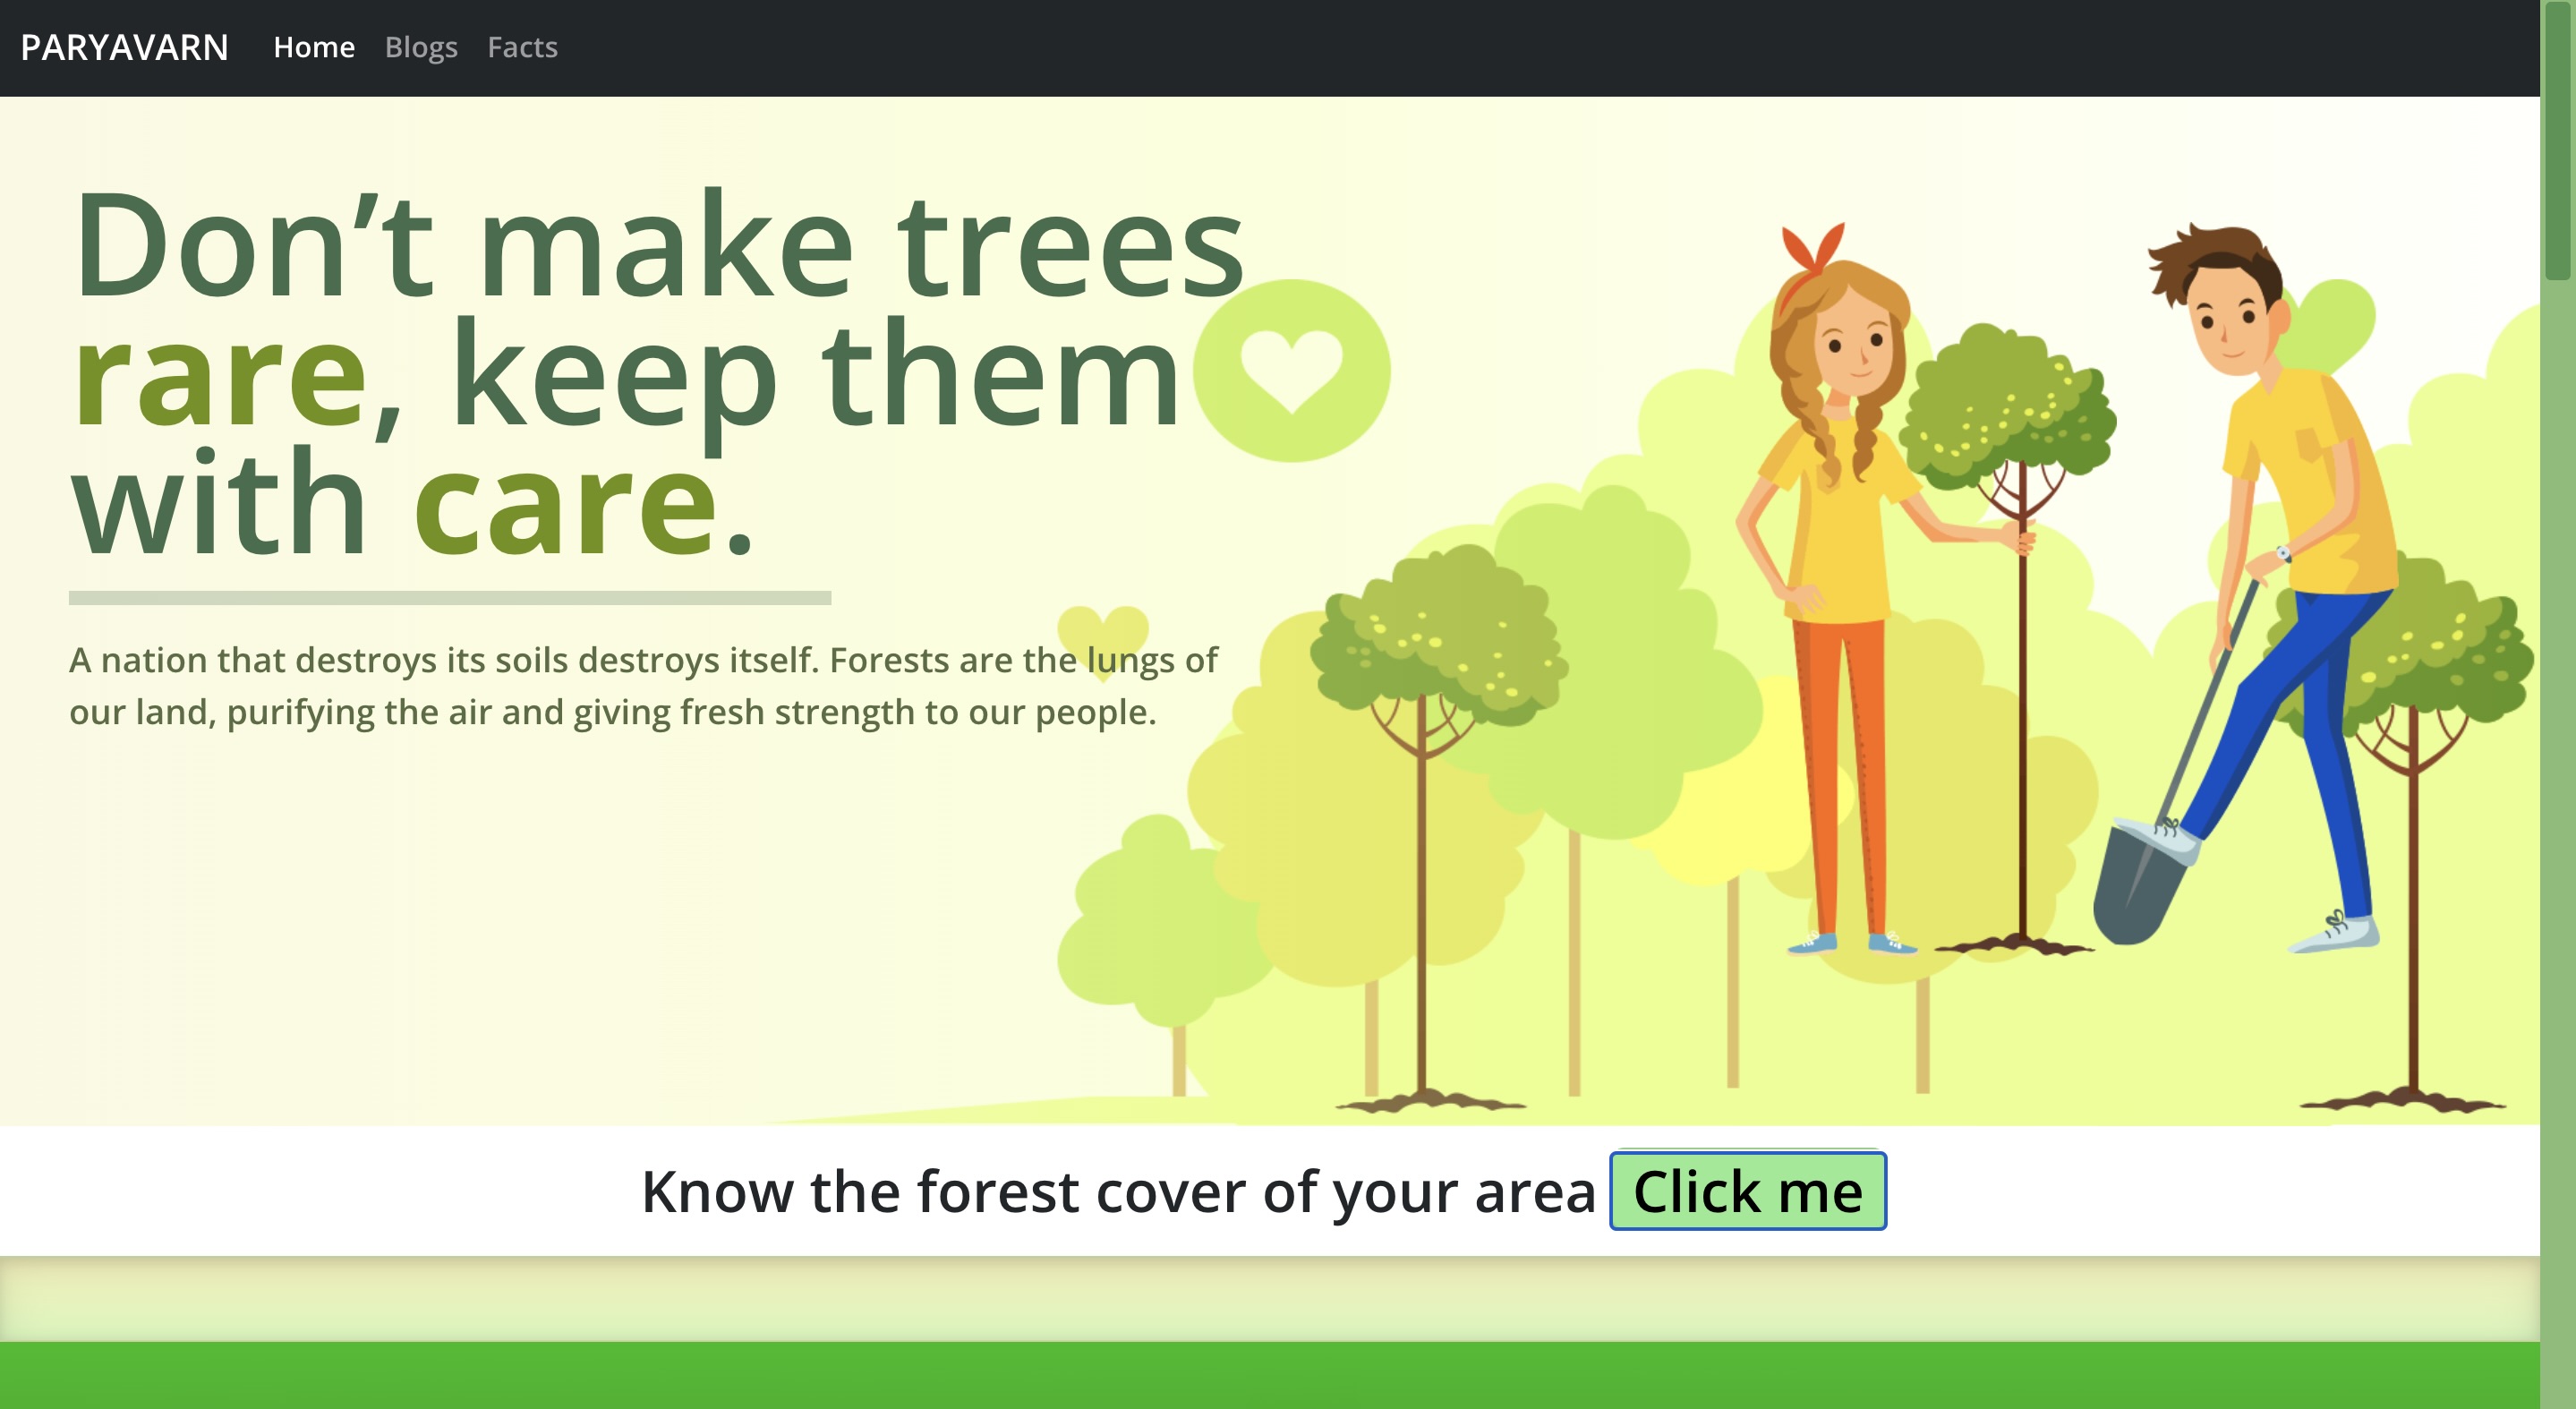 PARYAVARN Home Blogs Facts
Don’t make trees
rare, keep them
with care.
A nation that destroys its soils destroys itself. Forests are the lungs of
our land, purifying the air and giving fresh strength to our people.
Know the forest cover of your area Click me